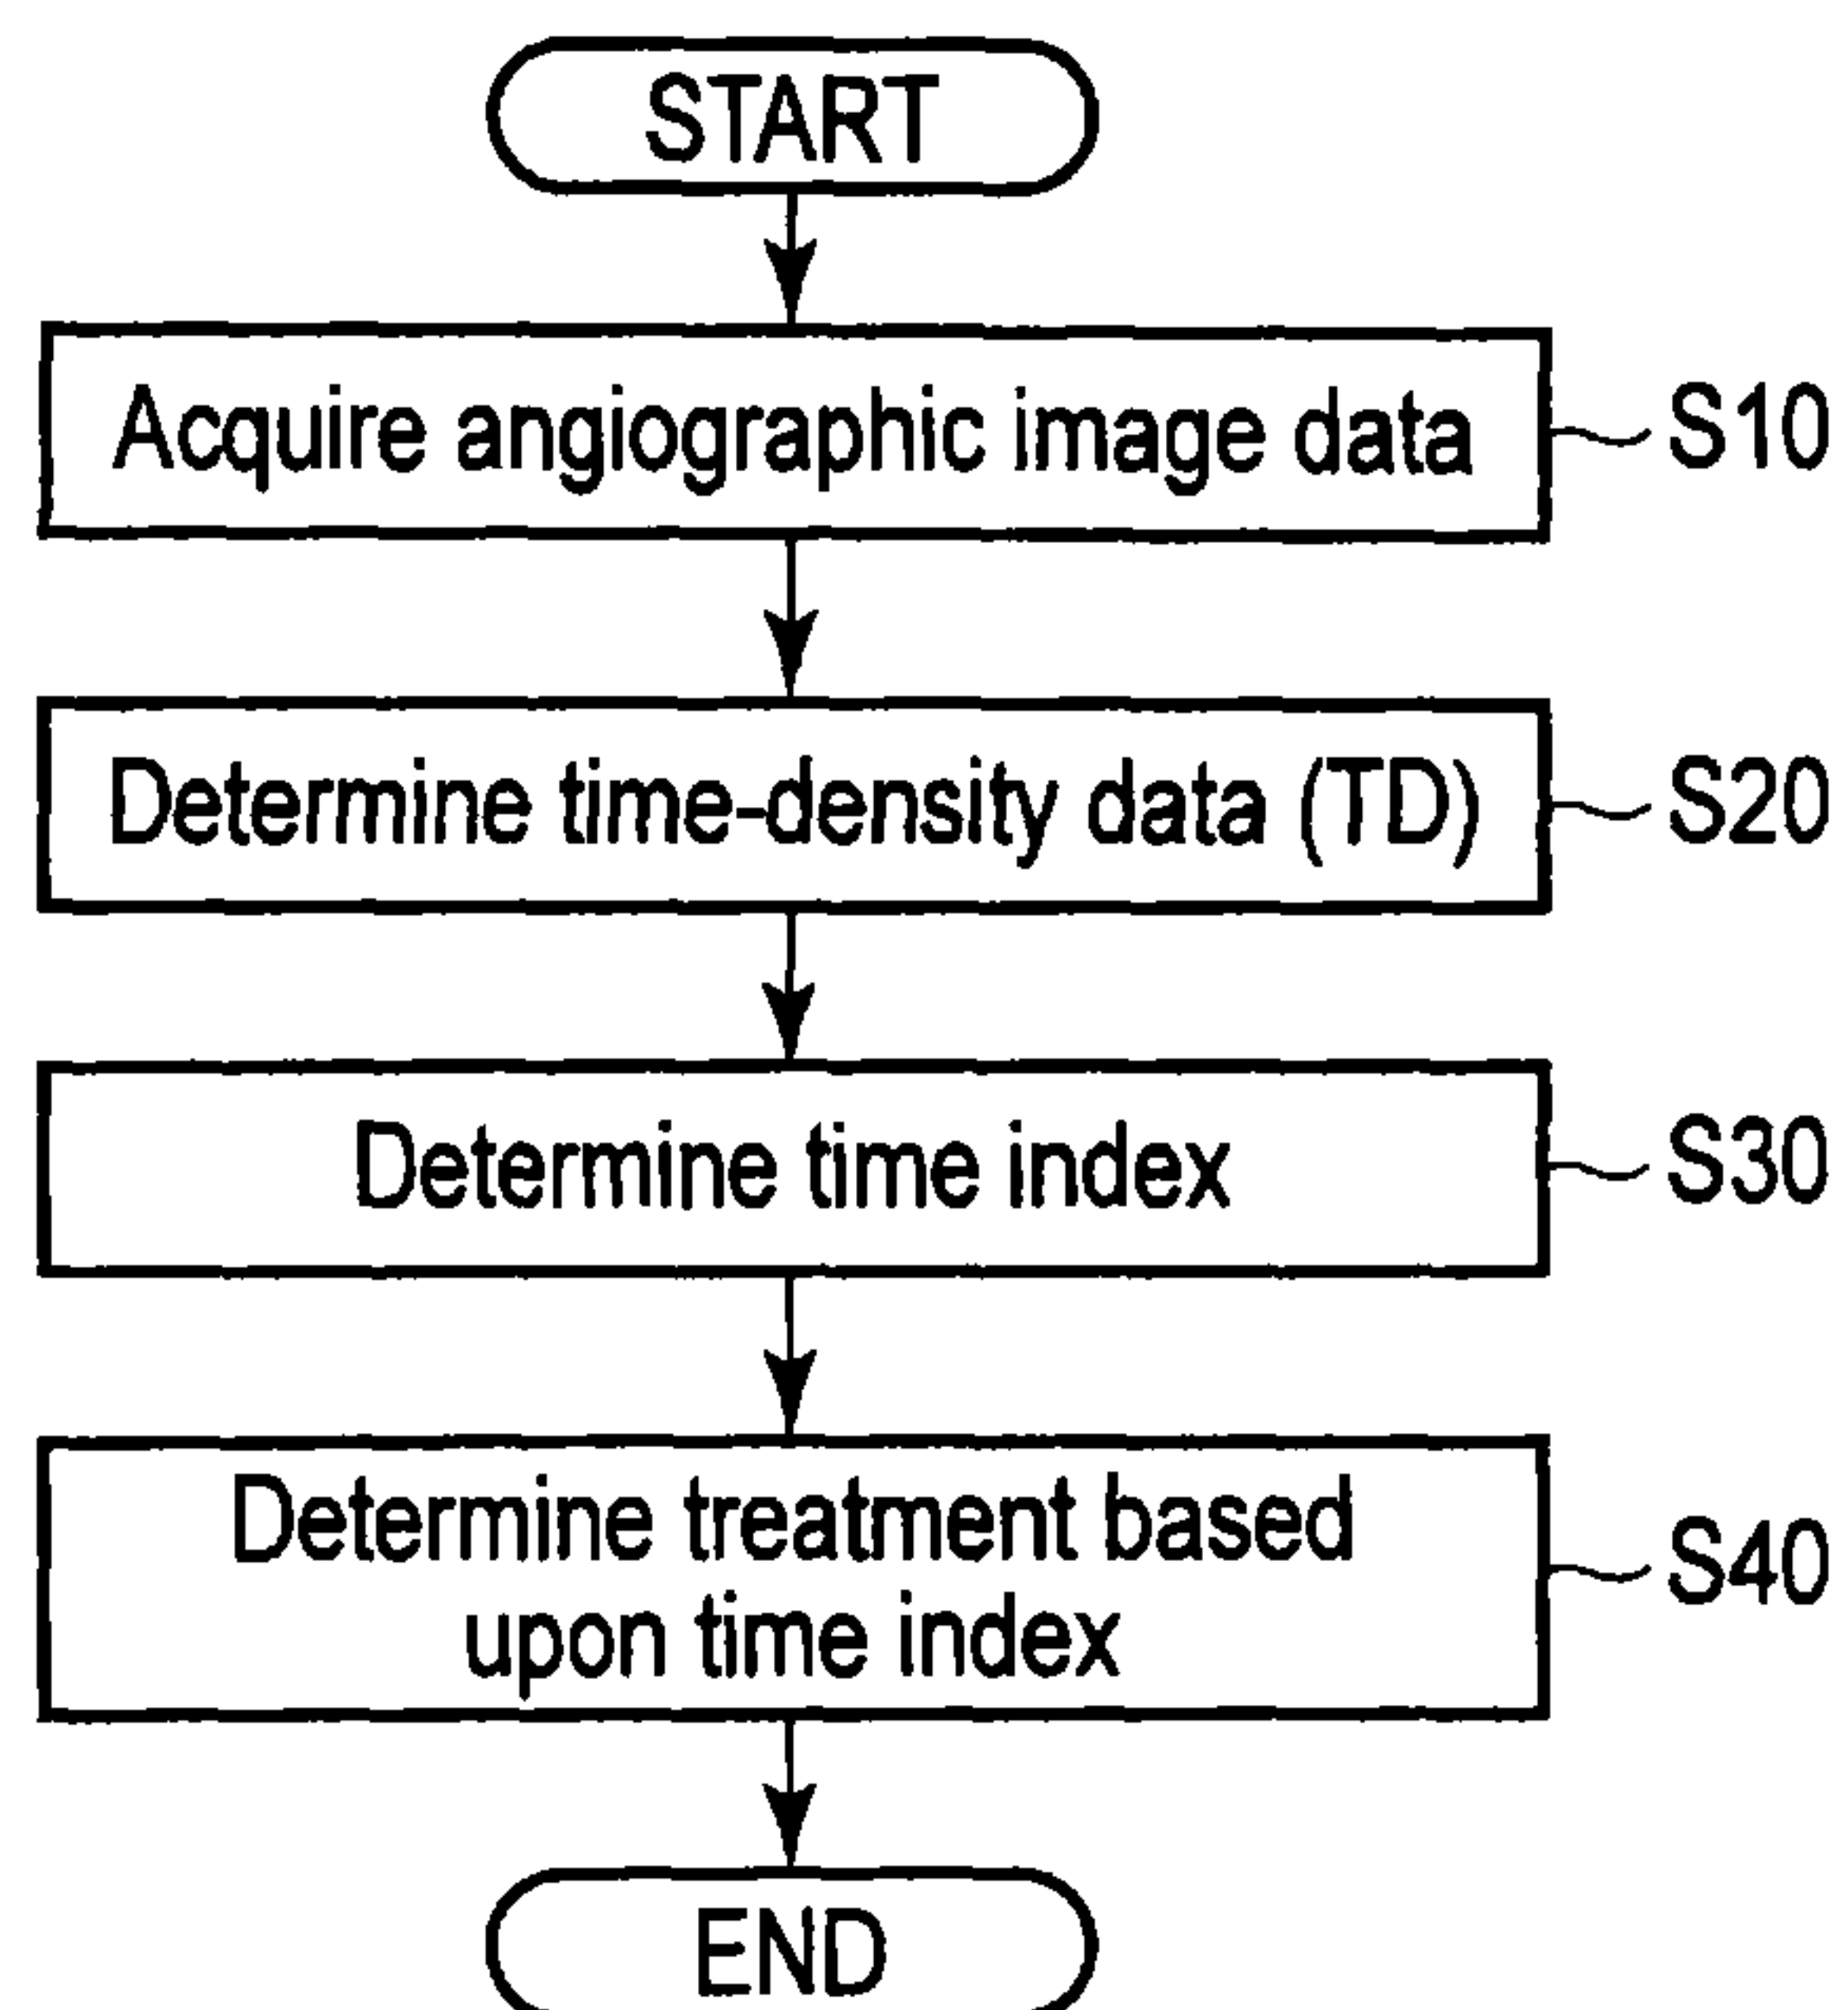 START
Acquire angiographic image data
S10
Determine time-density data (TD)
S20
Determine time index
S30
Determine treatment based
upon time index
S40
END